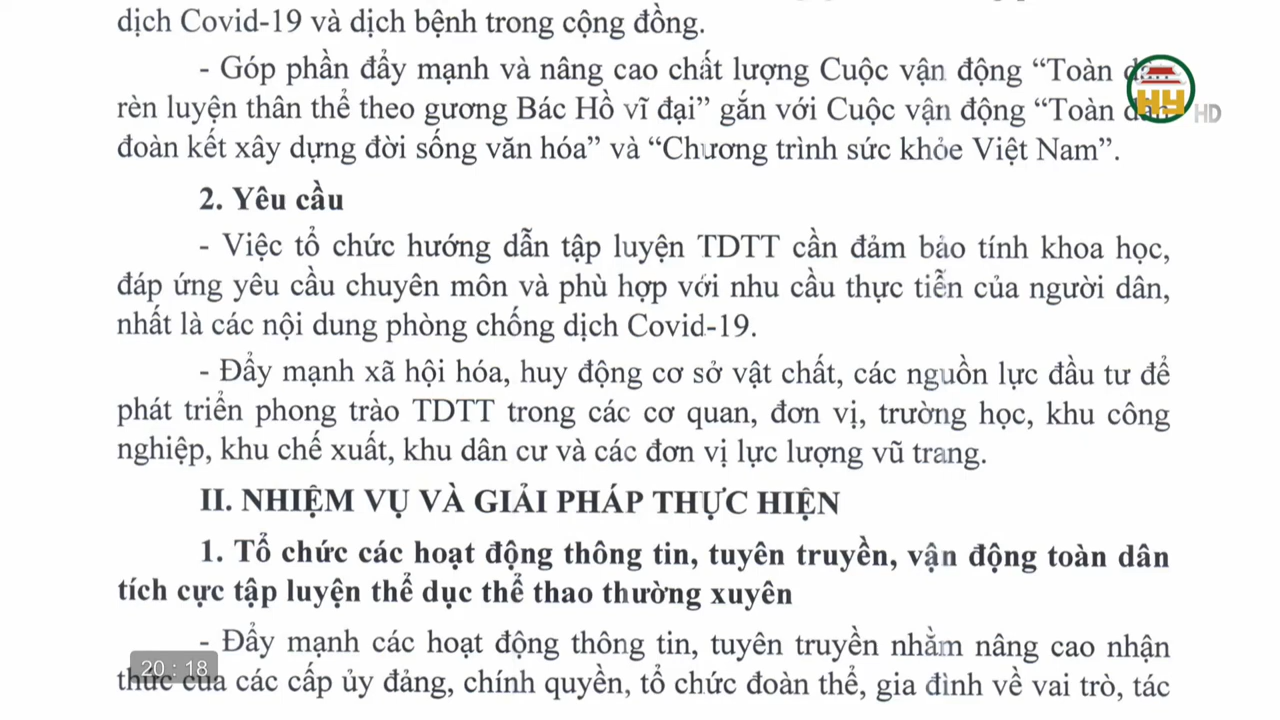 dịch Covid-19 và dịch bệnh trong cộng đồng.
- Góp phần đẩy mạnh và nâng cao chất lượng Cuộc vận động “Toàn
rèn luyện thân thể theo gương Bác Hồ vĩ đại” gắn với Cuộc vận động “Toàn dân
đoàn kết xây dựng đời sống văn hóa” và “Chương trình sức khỏe Việt Nam”.
HY HD
2. Yêu cầu
- Việc tổ chức hướng dẫn tập luyện TDTT cần đảm bảo tính khoa học,
đáp ứng yêu cầu chuyên môn và phù hợp với nhu cầu thực tiễn của người dân,
nhất là các nội dung phòng chống dịch Covid-19.
- Đẩy mạnh xã hội hóa, huy động cơ sở vật chất, các nguồn lực đầu tư để
phát triển phong trào TDTT trong các cơ quan, đơn vị, trường học, khu công
nghiệp, khu chế xuất, khu dân cư và các đơn vị lực lượng vũ trang.
II. NHIỆM VỤ VÀ GIẢI PHÁP THỰC HIỆN
1. Tổ chức các hoạt động thông tin, tuyên truyền, vận động toàn dân
tích cực tập luyện thể dục thể thao thường xuyên
- Đẩy mạnh các hoạt động thông tin, tuyên truyền nhằm nâng cao nhận
20:18
thức của các cấp ủy đảng, chính quyền, tổ chức đoàn thể, gia đình về vai trò, tác